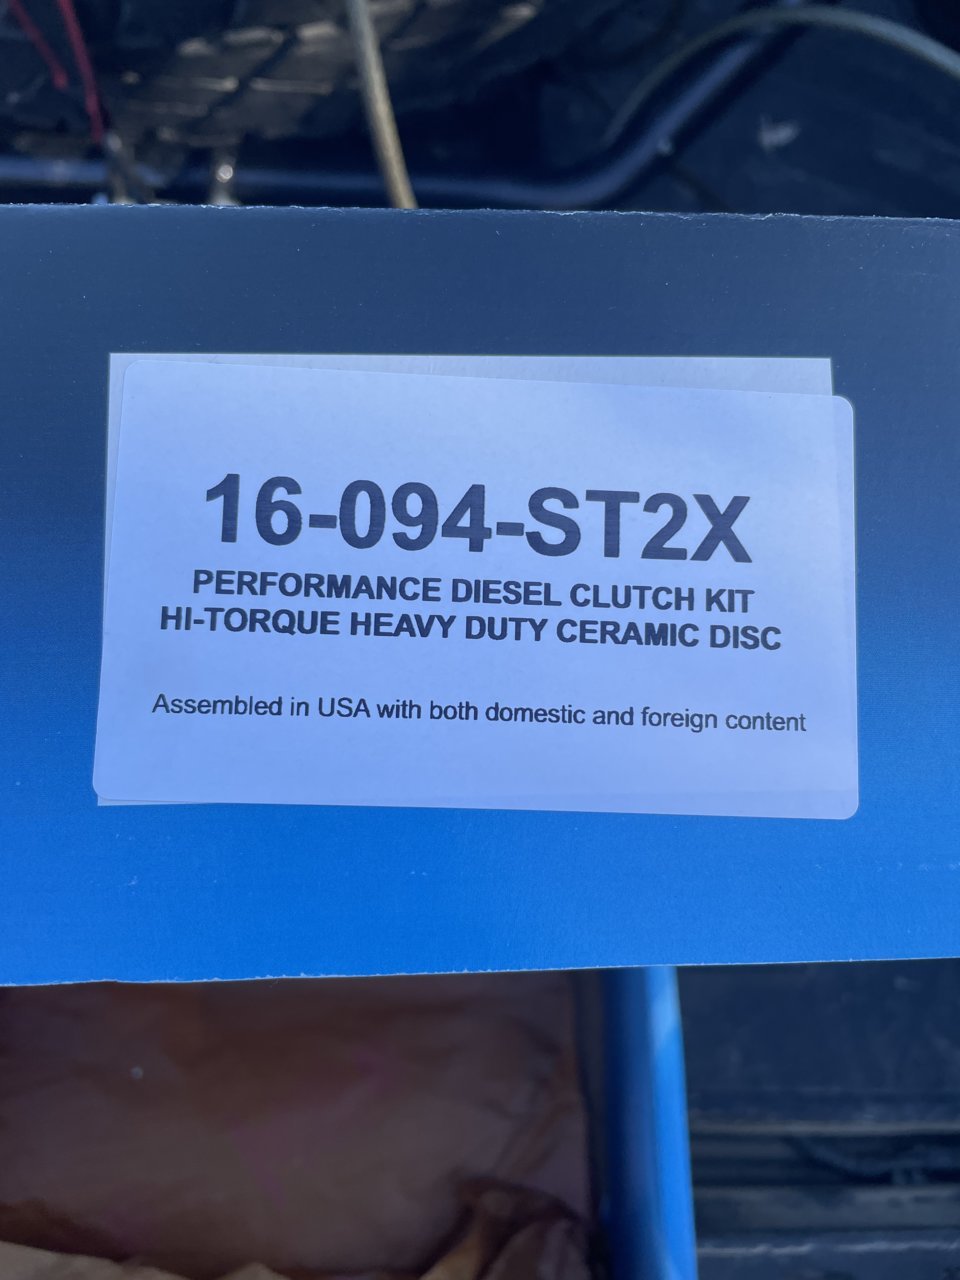 16-094-ST2X
PERFORMANCE DIESEL CLUTCH KIT
HI-TORQUE HEAVY DUTY CERAMIC DISC
Assembled in USA with both domestic and foreign content